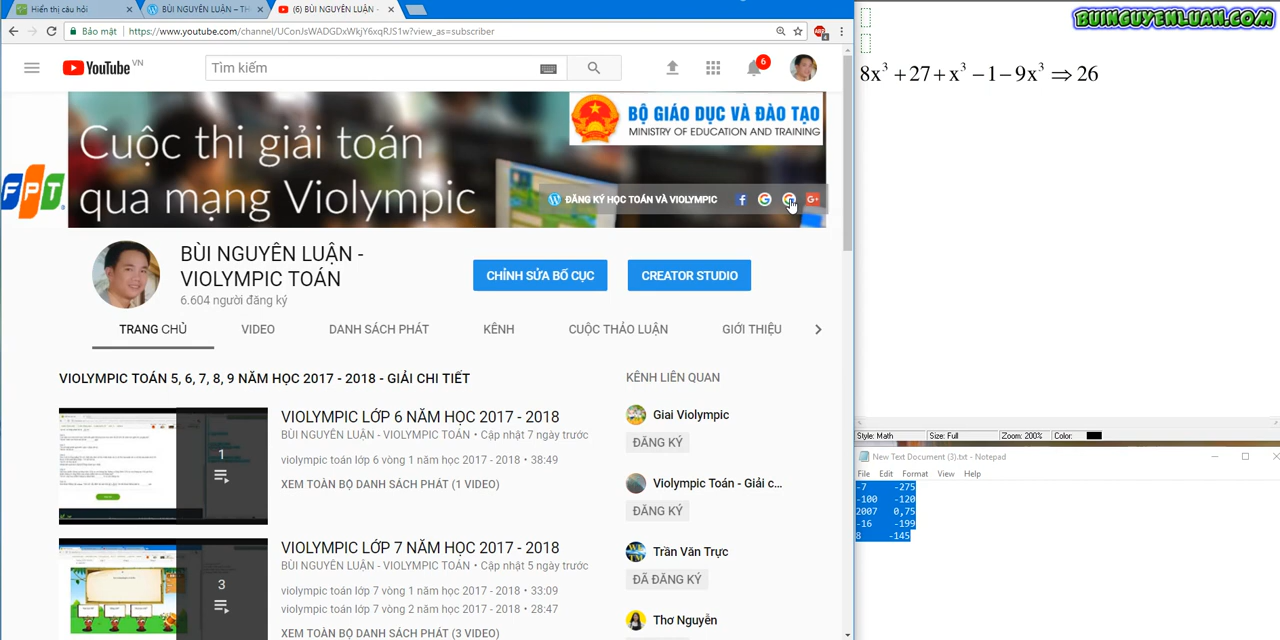 Hiển thị câu hỏi
BÙI NGUYÊN LUÂN – TH
(6) BÙI NGUYÊN LUẬN -
Bảo mật
https://www.youtube.com/channel/UConJsWADGDxWkjY6xqRJS1w?view_as=subscriber
YouTube VN
Tìm kiếm
6
Cuộc thi giải toán
qua mạng Violympic
BỘ GIÁO DỤC VÀ ĐÀO TẠO
MINISTRY OF EDUCATION AND TRAINING
FPT
ĐĂNG KÝ HỌC TOÁN VÀ VIOLYMPIC
BÙI NGUYÊN LUẬN -
VIOLYMPIC TOÁN
6.604 người đăng ký
CHỈNH SỬA BỐ CỤC
CREATOR STUDIO
TRANG CHỦ
VIDEO
DANH SÁCH PHÁT
KÊNH
CUỘC THẢO LUẬN
GIỚI THIỆU
VIOLYMPIC TOÁN 5, 6, 7, 8, 9 NĂM HỌC 2017 - 2018 - GIẢI CHI TIẾT
1
VIOLYMPIC LỚP 6 NĂM HỌC 2017 - 2018
BÙI NGUYÊN LUẬN - VIOLYMPIC TOÁN • Cập nhật 7 ngày trước
violympic toán lớp 6 vòng 1 năm học 2017 - 2018 • 38:49
XEM TOÀN BỘ DANH SÁCH PHÁT (1 VIDEO)
3
VIOLYMPIC LỚP 7 NĂM HỌC 2017 - 2018
BÙI NGUYÊN LUẬN - VIOLYMPIC TOÁN • Cập nhật 5 ngày trước
violympic toán lớp 7 vòng 1 năm học 2017 - 2018 • 33:09
violympic toán lớp 7 vòng 2 năm học 2017 - 2018 • 28:47
XEM TOÀN BỘ DANH SÁCH PHÁT (3 VIDEO)
KÊNH LIÊN QUAN
Giai Violympic
ĐĂNG KÝ
Violympic Toán - Giải c...
ĐĂNG KÝ
Trần Văn Trực
ĐÃ ĐĂNG KÝ
Thơ Nguyễn
BUINGUYENLUAN.COM
8x³ + 27 + x³ − 1 − 9x³ ⇒ 26
Style: Math
Size: Full
Zoom: 200%
Color:
New Text Document (3).txt - Notepad
File Edit Format View Help
-7 -275
-100 -120
2007 0,75
-16 -199
8 -145